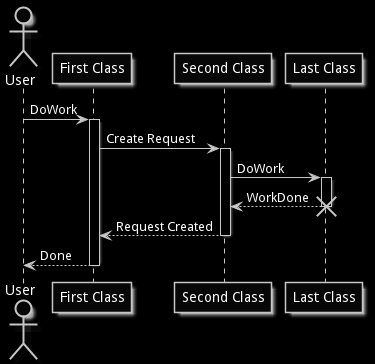 User
First Class
Second Class
Last Class
DoWork
Create Request
DoWork
WorkDone
Request Created
Done
User
First Class
Second Class
Last Class